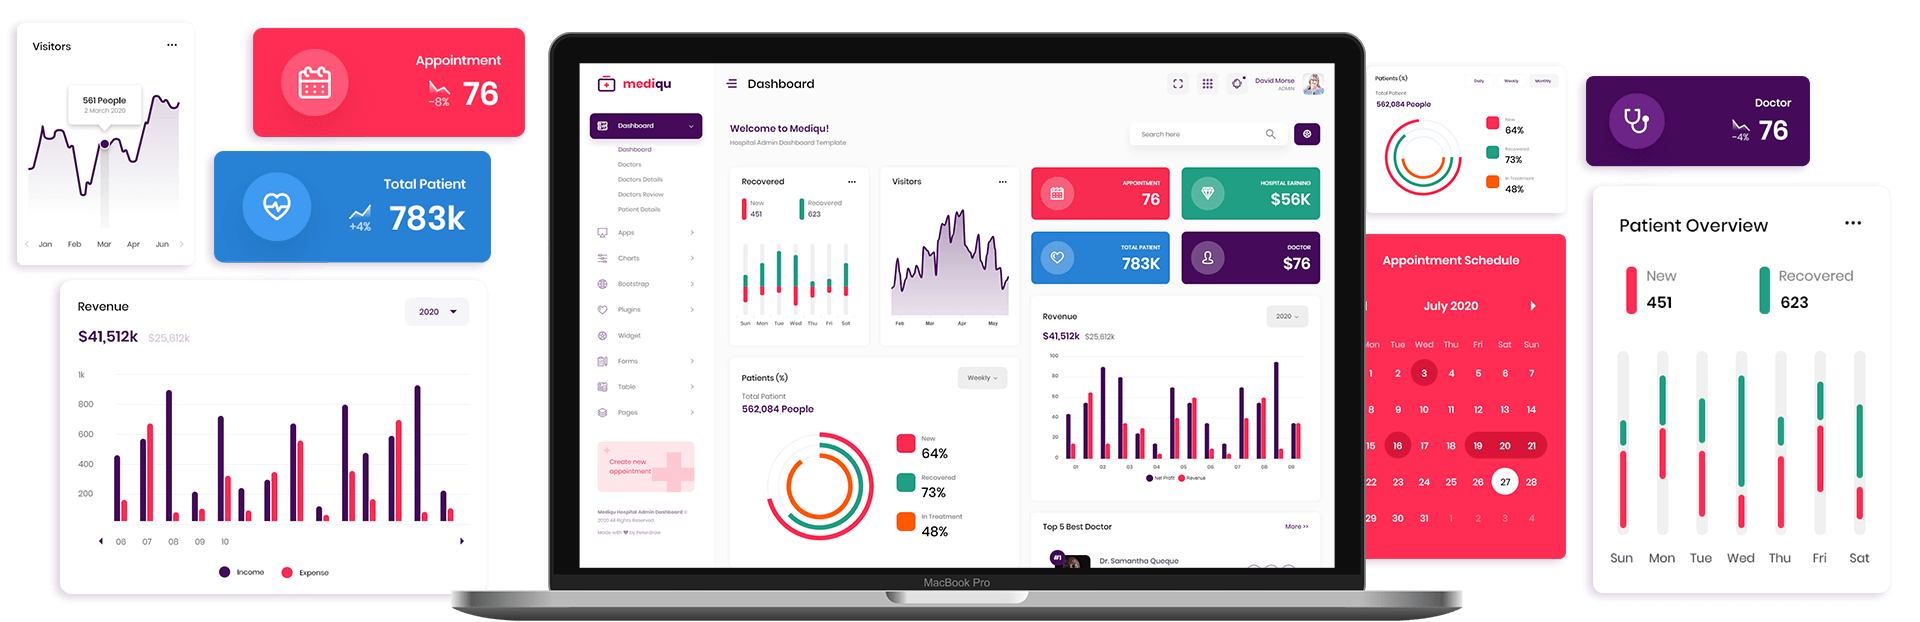 Visitors
561 People
2 March 2020
Jan Feb Mar Apr Jun
Appointment
-8% 76
Total Patient
+4% 783k
Revenue
2020
$41,512k $25,612k
1k
800
600
400
200
06 07 08 09 10
Income Expense
mediqu
Dashboard
David Morse
ADMIN
Dashboard
Dashboard
Doctors
Doctors Details
Doctors Review
Patient Details
Apps
Charts
Bootstrap
Plugins
Widget
Forms
Table
Pages
Create new
appointment
Mediqu Hospital Admin Dashboard ©
2020 All Rights Reserved
Made with ♥ by Peterdraw
Welcome to Mediqu!
Hospital Admin Dashboard Template
Search here
Recovered
New
451
Recovered
623
Sun Mon Tue Wed Thu Fri Sat
Visitors
Feb Mar Apr May
APPOINTMENT
76
HOSPITAL EARNING
$56K
TOTAL PATIENT
783K
DOCTOR
$76
Patients (%)
Weekly
Total Patient
562,084 People
New
64%
Recovered
73%
In Treatment
48%
Revenue
2020
$41,512k $25,612k
100
80
60
40
20
0
01 02 03 04 05 06 07 08 09
Net Profit Revenue
Top 5 Best Doctor
More >>
#1
Dr. Samantha Queque
MacBook Pro
Patients (%)
Daily Weekly Monthly
Total Patient
562,084 People
New
64%
Recovered
73%
In Treatment
48%
Appointment Schedule
July 2020
Mon Tue Wed Thu Fri Sat Sun
1 2 3 4 5 6 7
8 9 10 11 12 13 14
15 16 17 18 19 20 21
22 23 24 25 26 27 28
29 30 31 1 2 3 4
Doctor
-4% 76
Patient Overview
New
451
Recovered
623
Sun Mon Tue Wed Thu Fri Sat